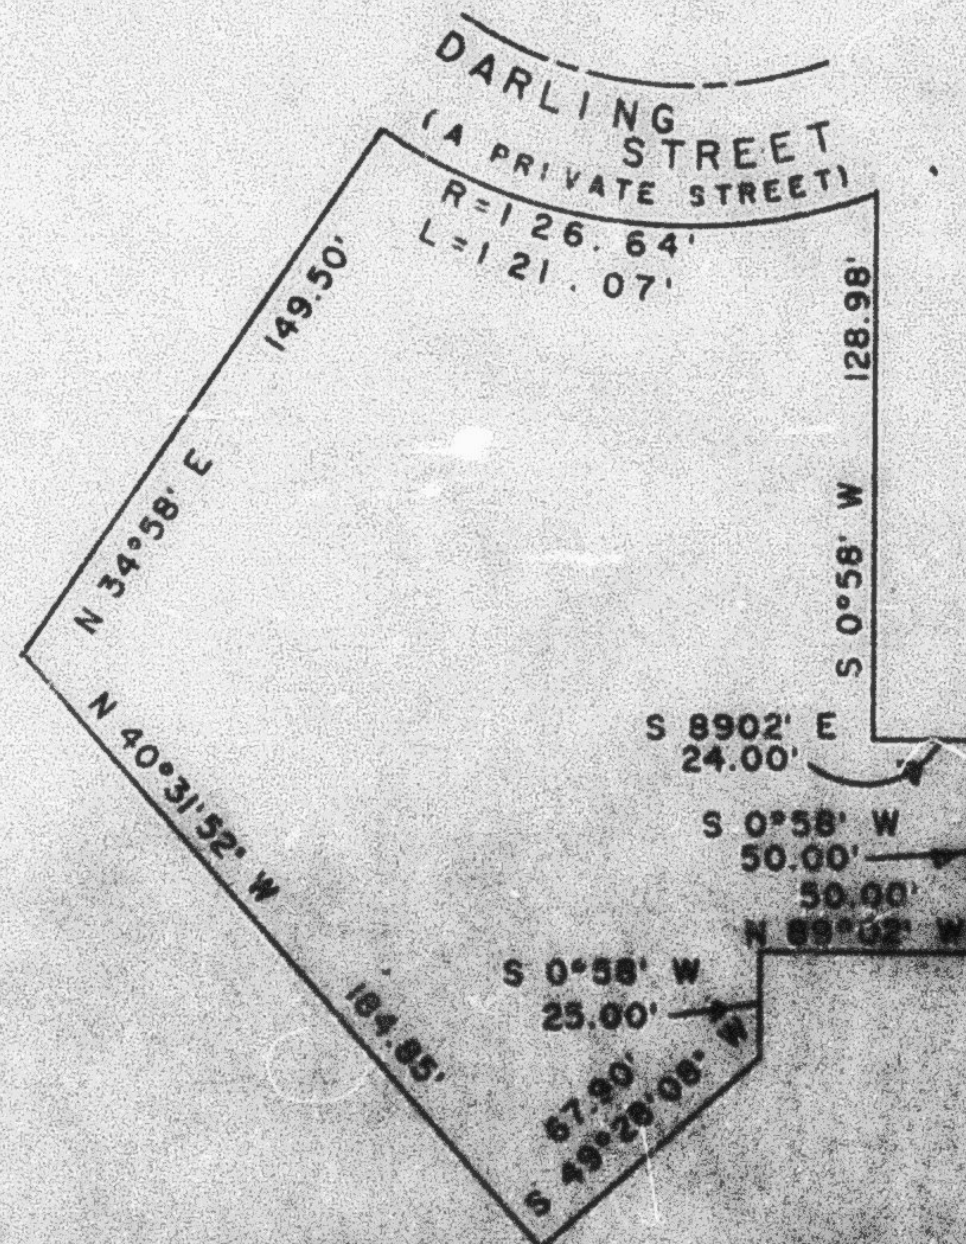 DARLING
STREET
(A PRIVATE STREET)
R=126.64'
L=121.07'
149.50'
N 34°58' E
128.98'
S 0°58' W
S 8902' E
24.00'
S 0°58' W
50.00'
50.00'
N 89°02' W
N 40°31'52" W
184.85'
S 0°58' W
25.00'
67.90'
S 49°28'08" W